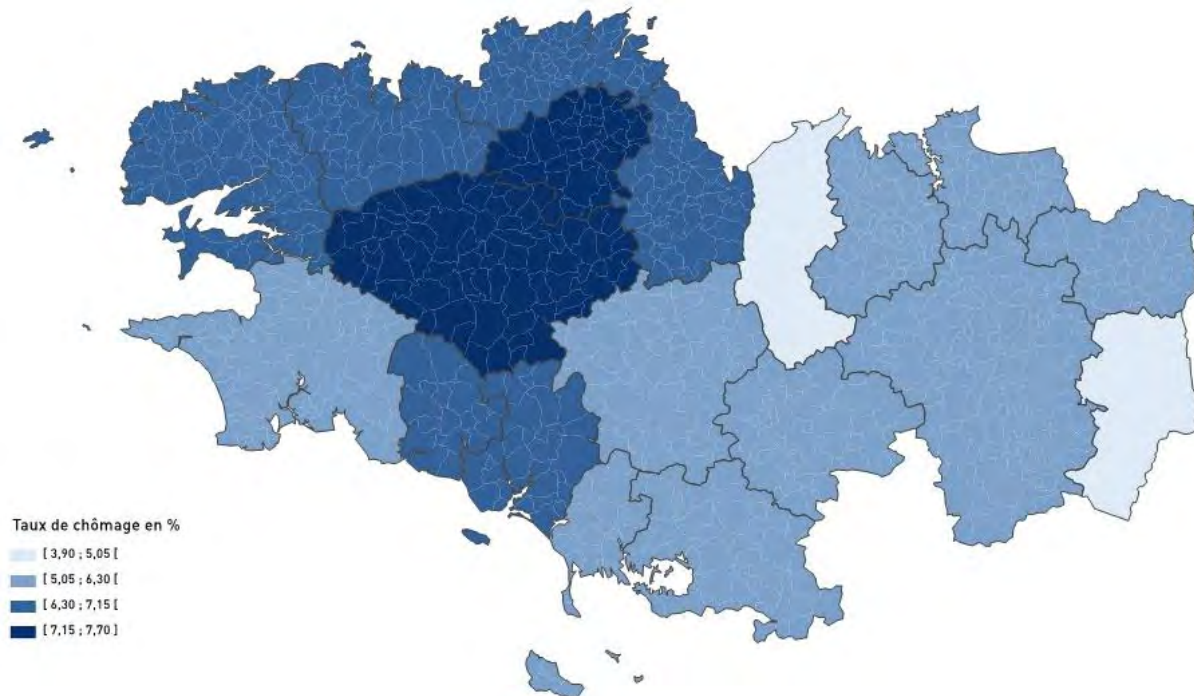 Taux de chômage en %
[ 3,90 ; 5,05 [
[ 5,05 ; 6,30 [
[ 6,30 ; 7,15 [
[ 7,15 ; 7,70 ]